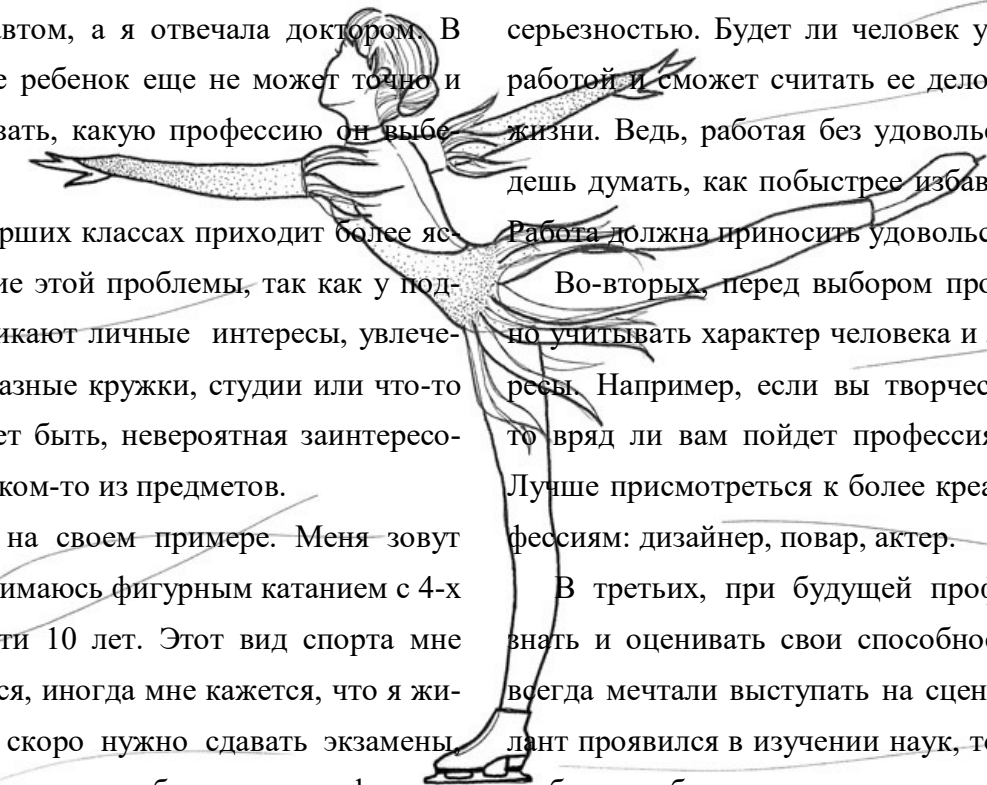 автом, а я отвечала доктором. В
е ребенок еще не может точно и
вать, какую профессию он выбе-
рших классах приходит более яс-
ие этой проблемы, так как у под-
икают личные интересы, увлече-
азные кружки, студии или что-то
ет быть, невероятная заинтересо-
ком-то из предметов.
на своем примере. Меня зовут
нимаюсь фигурным катанием с 4-х
ти 10 лет. Этот вид спорта мне
ся, иногда мне кажется, что я жи-
скоро нужно сдавать экзамены,
серьезностью. Будет ли человек у
работой и сможет считать ее дело
жизни. Ведь, работая без удоволь
дешь думать, как побыстрее избав
Работа должна приносить удовольс
Во-вторых, перед выбором про
но учитывать характер человека и
ресы. Например, если вы творчес
то вряд ли вам пойдет профессия
Лучше присмотреться к более креа
фессиям: дизайнер, повар, актер.
В третьих, при будущей проф
знать и оценивать свои способнос
всегда мечтали выступать на сцен
лант проявился в изучении наук, то